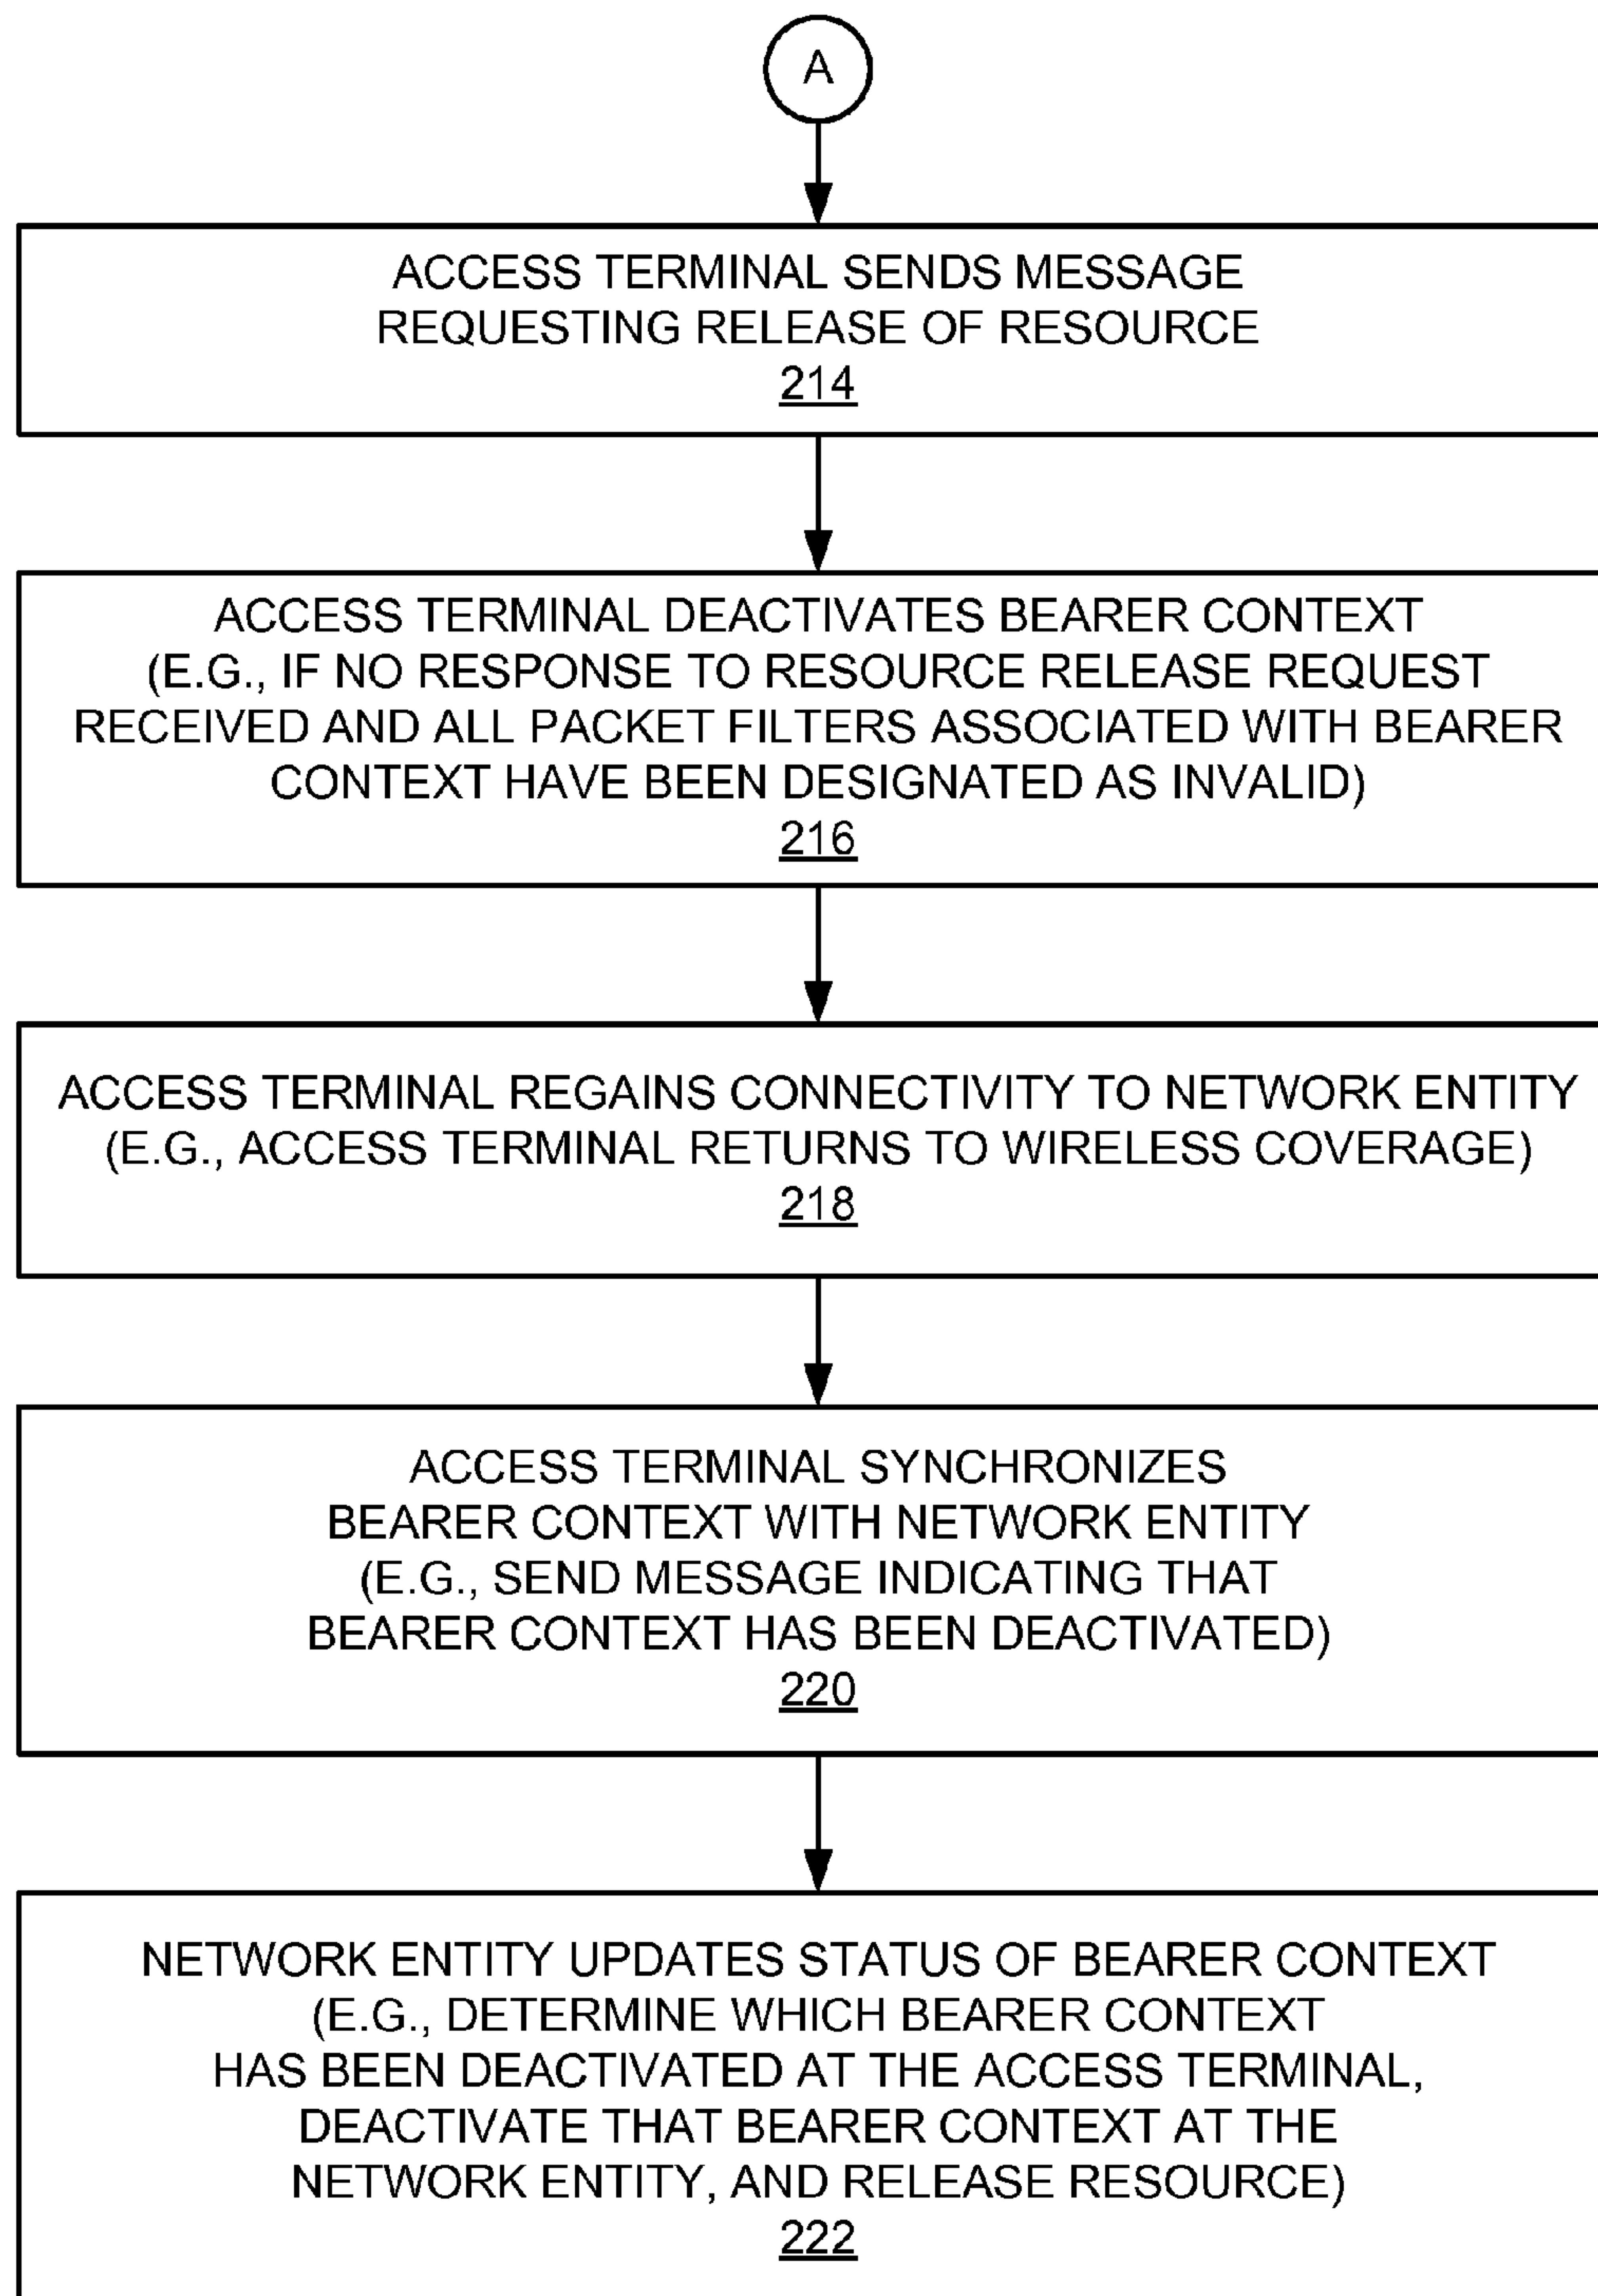 A
ACCESS TERMINAL SENDS MESSAGE
REQUESTING RELEASE OF RESOURCE
214
ACCESS TERMINAL DEACTIVATES BEARER CONTEXT
(E.G., IF NO RESPONSE TO RESOURCE RELEASE REQUEST
RECEIVED AND ALL PACKET FILTERS ASSOCIATED WITH BEARER
CONTEXT HAVE BEEN DESIGNATED AS INVALID)
216
ACCESS TERMINAL REGAINS CONNECTIVITY TO NETWORK ENTITY
(E.G., ACCESS TERMINAL RETURNS TO WIRELESS COVERAGE)
218
ACCESS TERMINAL SYNCHRONIZES
BEARER CONTEXT WITH NETWORK ENTITY
(E.G., SEND MESSAGE INDICATING THAT
BEARER CONTEXT HAS BEEN DEACTIVATED)
220
NETWORK ENTITY UPDATES STATUS OF BEARER CONTEXT
(E.G., DETERMINE WHICH BEARER CONTEXT
HAS BEEN DEACTIVATED AT THE ACCESS TERMINAL,
DEACTIVATE THAT BEARER CONTEXT AT THE
NETWORK ENTITY, AND RELEASE RESOURCE)
222